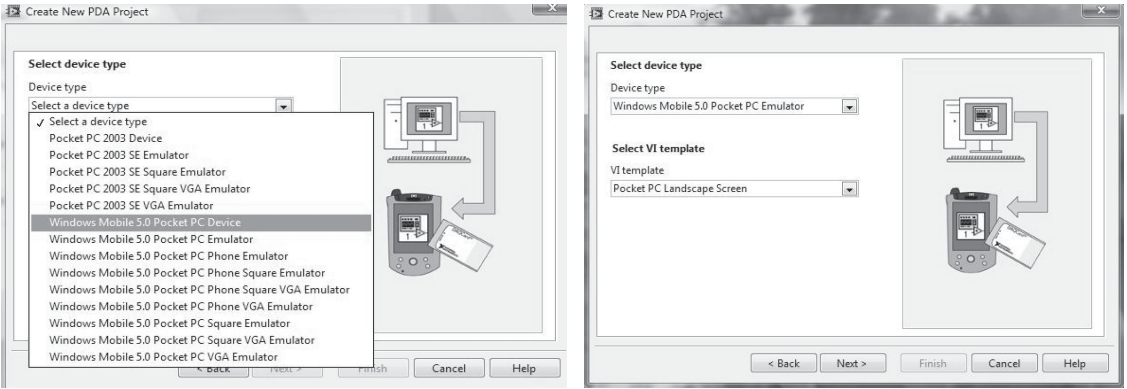 Create New PDA Project
Select device type
Device type
Select a device type
✓ Select a device type
Pocket PC 2003 Device
Pocket PC 2003 SE Emulator
Pocket PC 2003 SE Square Emulator
Pocket PC 2003 SE Square VGA Emulator
Pocket PC 2003 SE VGA Emulator
Windows Mobile 5.0 Pocket PC Device
Windows Mobile 5.0 Pocket PC Emulator
Windows Mobile 5.0 Pocket PC Phone Emulator
Windows Mobile 5.0 Pocket PC Phone Square Emulator
Windows Mobile 5.0 Pocket PC Phone Square VGA Emulator
Windows Mobile 5.0 Pocket PC Phone VGA Emulator
Windows Mobile 5.0 Pocket PC Square Emulator
Windows Mobile 5.0 Pocket PC Square VGA Emulator
Windows Mobile 5.0 Pocket PC VGA Emulator
< Back Next > Finish Cancel Help
Create New PDA Project
Select device type
Device type
Windows Mobile 5.0 Pocket PC Emulator
Select VI template
VI template
Pocket PC Landscape Screen
< Back Next > Finish Cancel Help